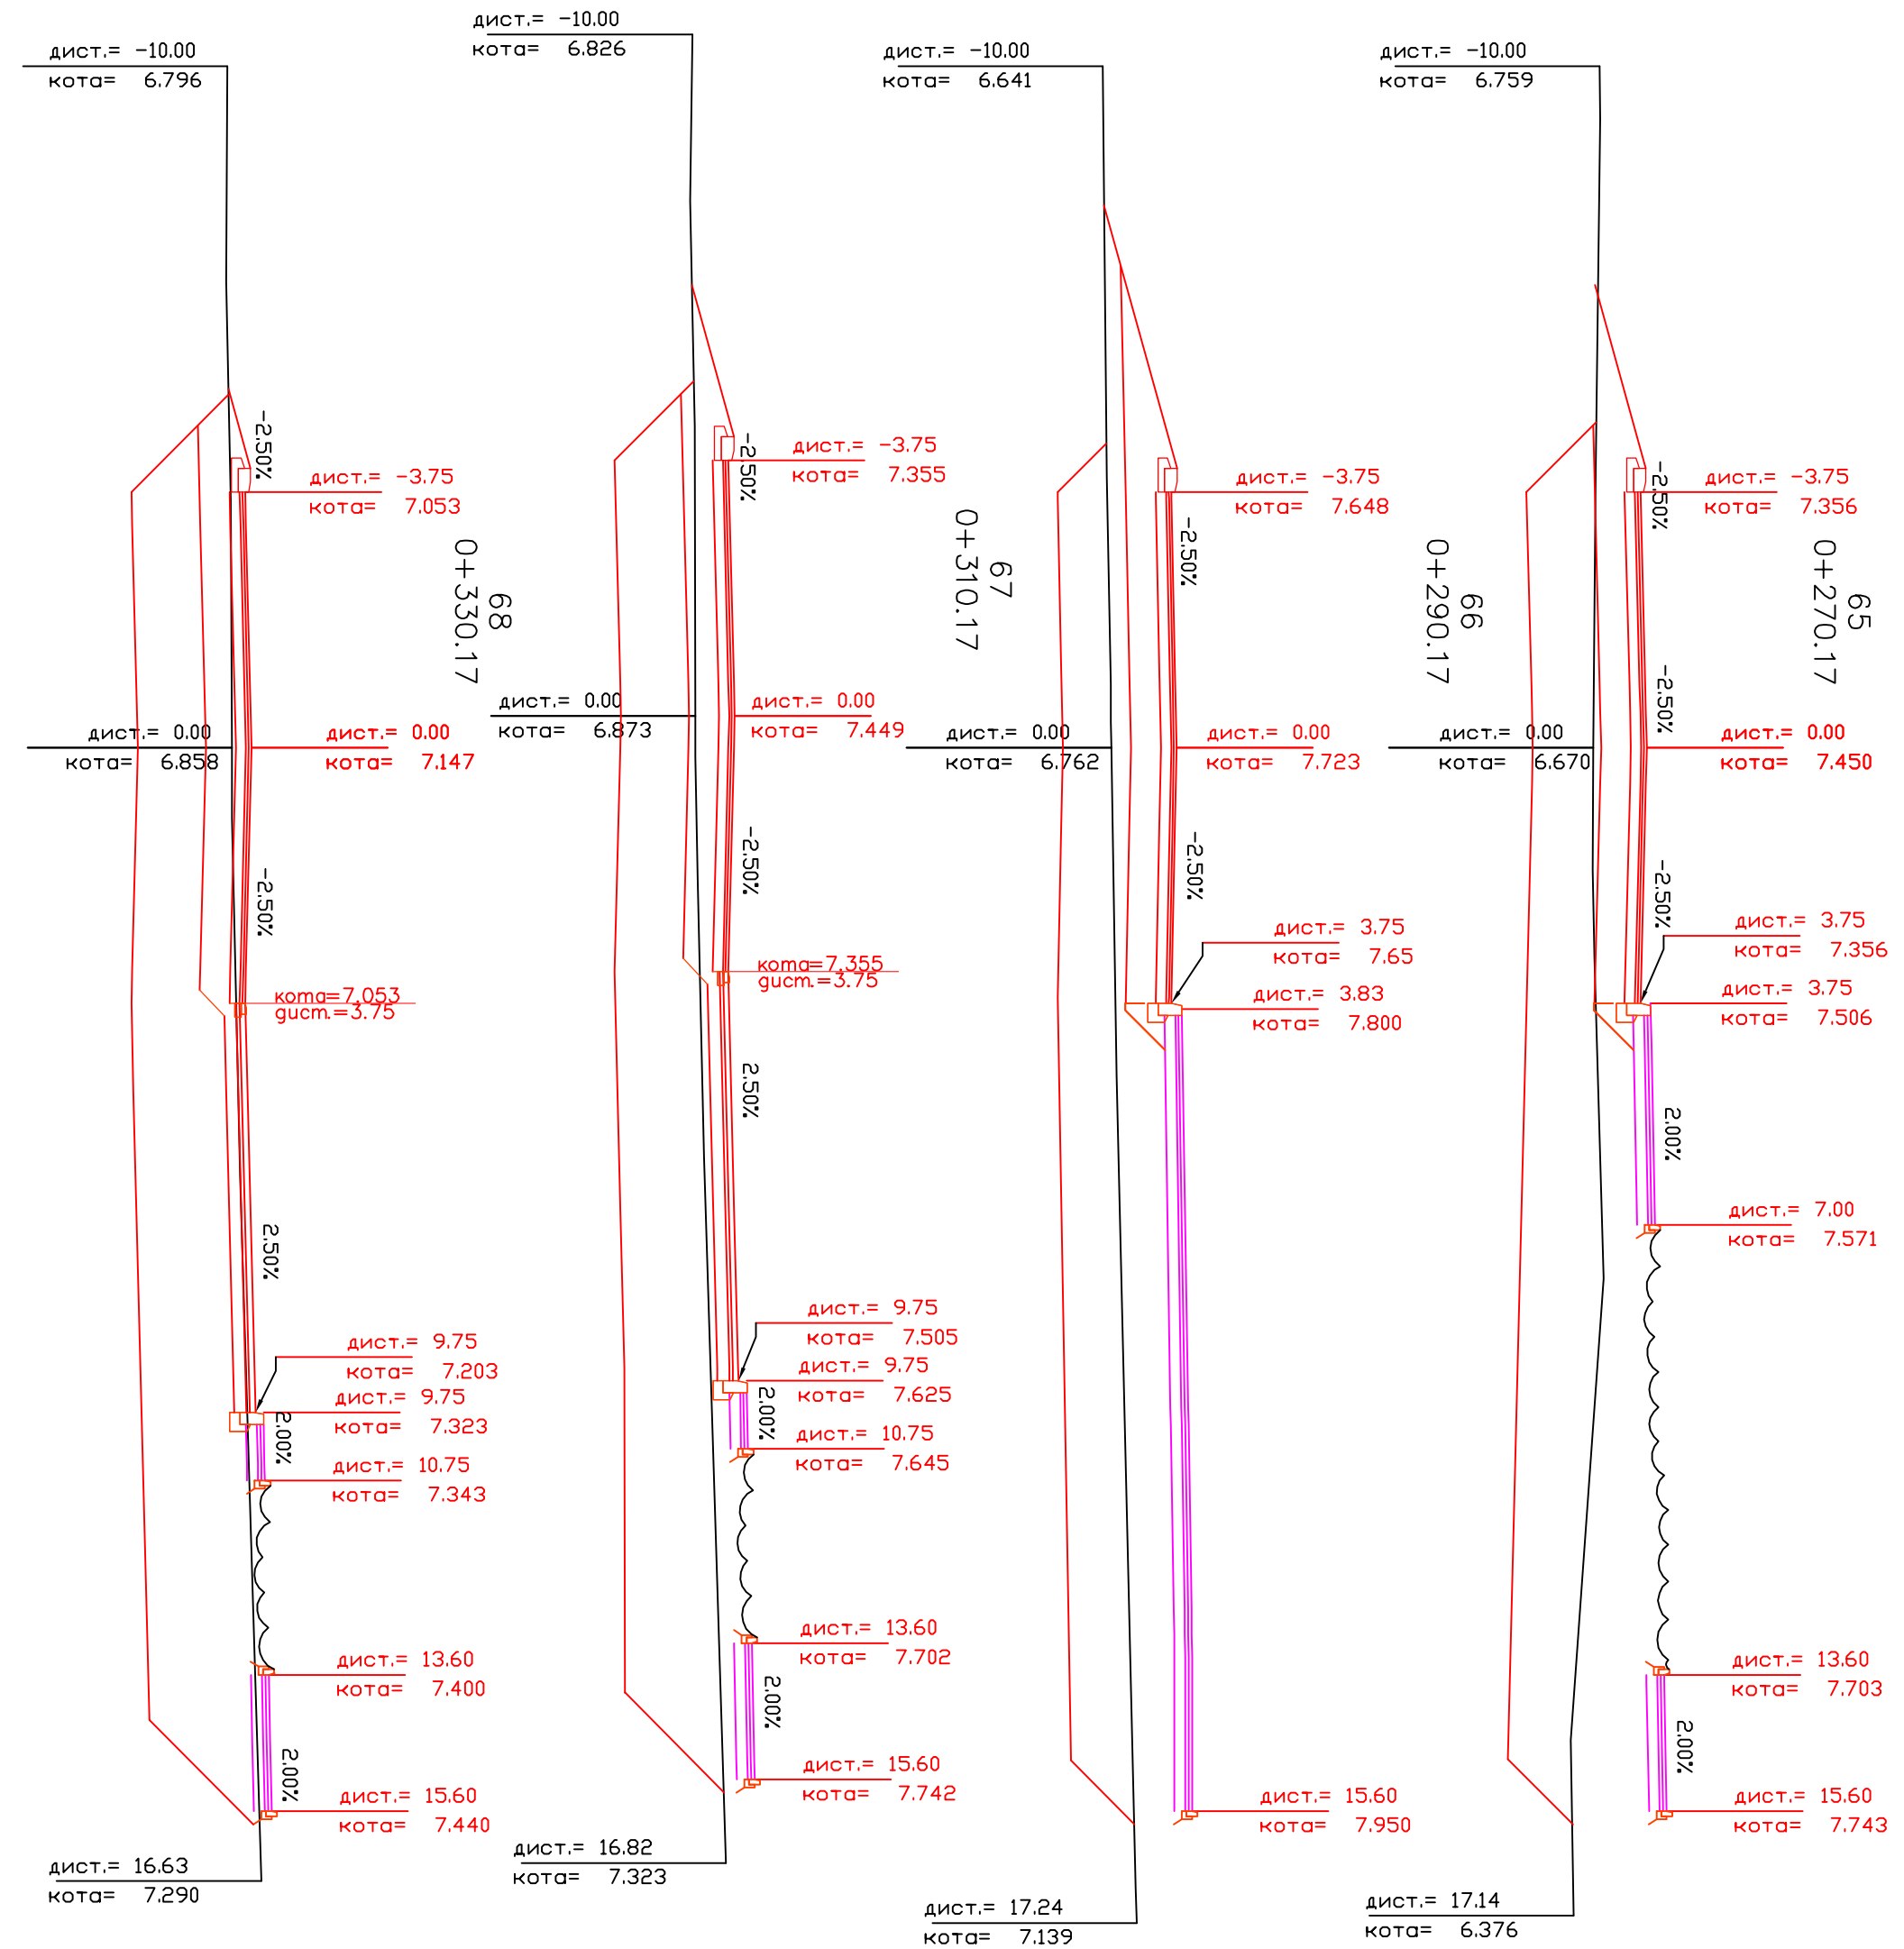 дист.= -10.00
кота= 6.796
-2.50%
дист.= -3.75
кота= 7.053
68
0+330.17
дист.= 0.00
кота= 6.858
дист.= 0.00
кота= 7.147
-2.50%
кота=7.053
дист.=3.75
2.50%
дист.= 9.75
кота= 7.203
дист.= 9.75
кота= 7.323
2.00%
дист.= 10.75
кота= 7.343
дист.= 13.60
кота= 7.400
2.00%
дист.= 15.60
кота= 7.440
дист.= 16.63
кота= 7.290
дист.= -10.00
кота= 6.826
-2.50%
дист.= -3.75
кота= 7.355
67
0+310.17
дист.= 0.00
кота= 6.873
дист.= 0.00
кота= 7.449
-2.50%
кота=7.355
дист.=3.75
2.50%
дист.= 9.75
кота= 7.505
дист.= 9.75
кота= 7.625
2.00%
дист.= 10.75
кота= 7.645
дист.= 13.60
кота= 7.702
2.00%
дист.= 15.60
кота= 7.742
дист.= 16.82
кота= 7.323
дист.= -10.00
кота= 6.641
дист.= -3.75
кота= 7.648
-2.50%
66
0+290.17
дист.= 0.00
кота= 6.762
дист.= 0.00
кота= 7.723
-2.50%
дист.= 3.75
кота= 7.65
дист.= 3.83
кота= 7.800
дист.= 15.60
кота= 7.950
дист.= 17.24
кота= 7.139
дист.= -10.00
кота= 6.759
-2.50%
дист.= -3.75
кота= 7.356
65
0+270.17
-2.50%
дист.= 0.00
кота= 6.670
дист.= 0.00
кота= 7.450
-2.50%
дист.= 3.75
кота= 7.356
дист.= 3.75
кота= 7.506
2.00%
дист.= 7.00
кота= 7.571
дист.= 13.60
кота= 7.703
2.00%
дист.= 15.60
кота= 7.743
дист.= 17.14
кота= 6.376